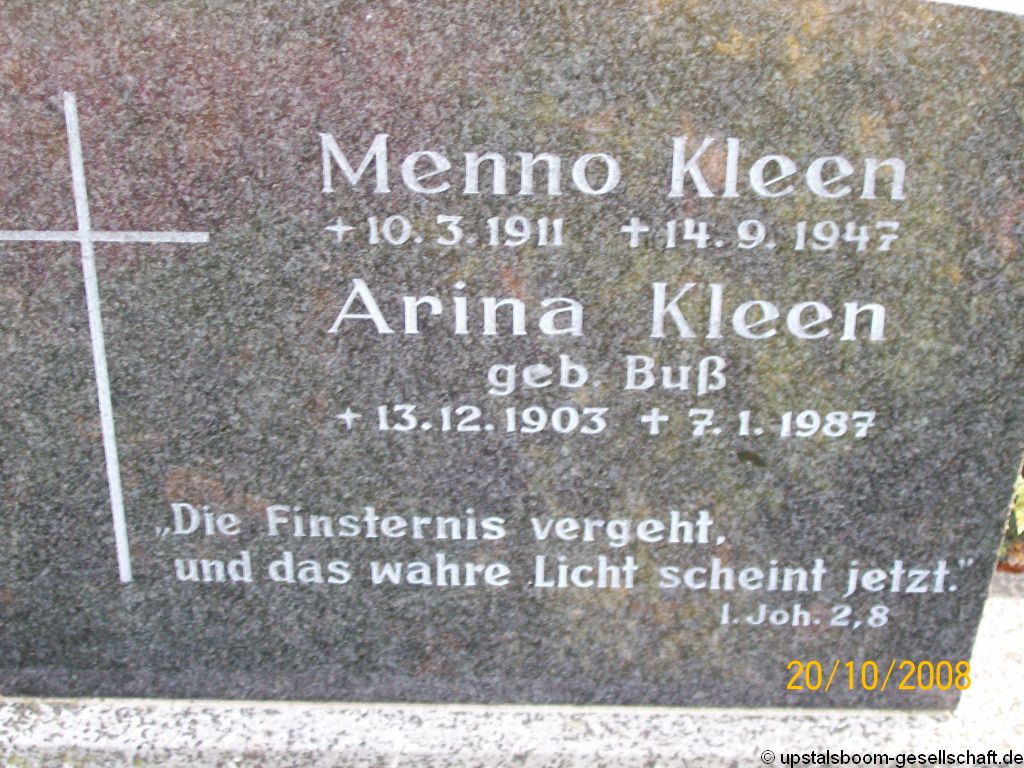 Menno Kleen
+ 10.3.1911 ✝ 14.9.1947
Arina Kleen
geb. Buß
+ 13.12.1903 ✝ 7.1.1987
„Die Finsternis vergeht,
und das wahre Licht scheint jetzt."
1. Joh. 2,8
20/10/2008
© upstalsboom-gesellschaft.de